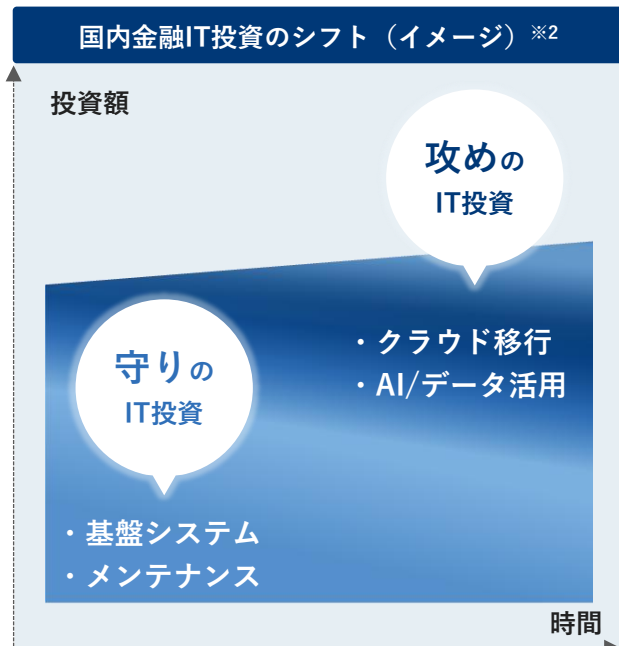 国内金融IT投資のシフト（イメージ）※2
投資額
攻めの
IT投資
・クラウド移行
・AI/データ活用
守りの
IT投資
・基盤システム
・メンテナンス
時間